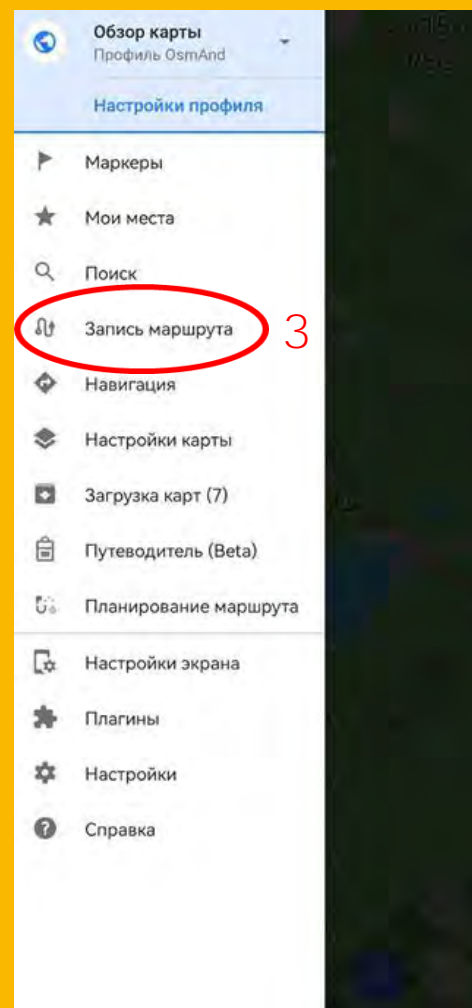 Обзор карты
Профиль OsmAnd
Настройки профиля
Маркеры
Мои места
Поиск
Запись маршрута 3
Навигация
Настройки карты
Загрузка карт (7)
Путеводитель (Beta)
Планирование маршрута
Настройки экрана
Плагины
Настройки
Справка